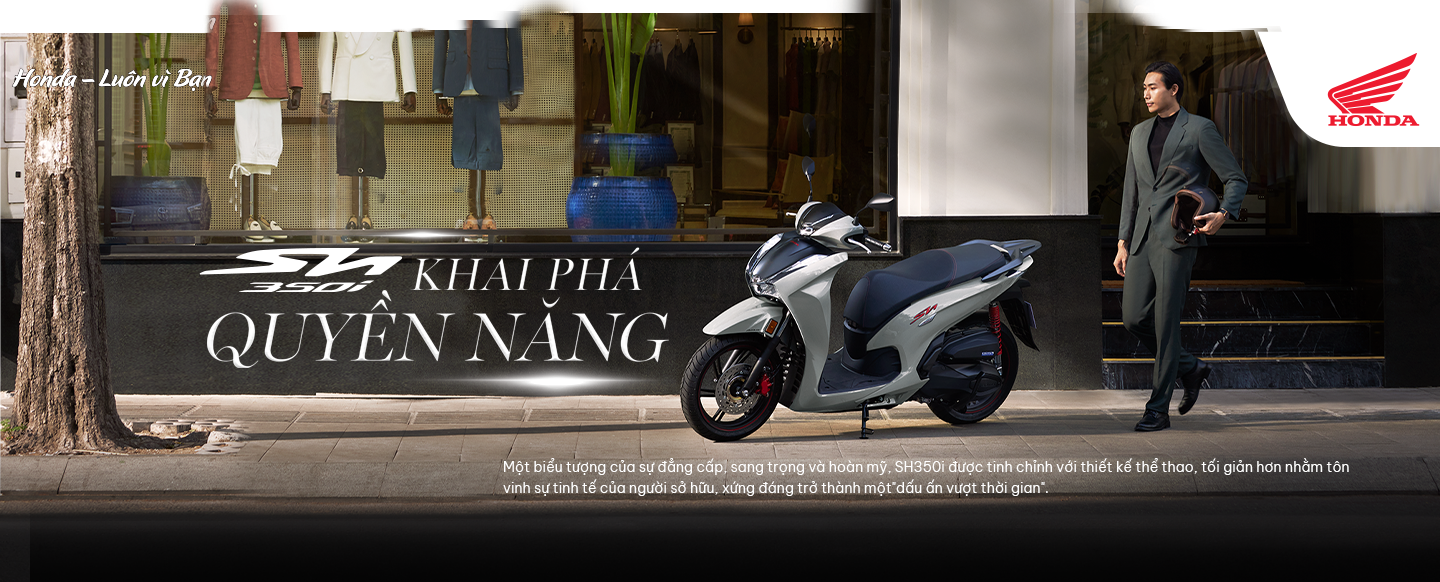 Honda – Luôn vì Bạn
HONDA
Sh 350i KHAI PHÁ
QUYỀN NĂNG
Sh
Một biểu tượng của sự đẳng cấp, sang trọng và hoàn mỹ, SH350i được tinh chỉnh với thiết kế thể thao, tối giản hơn nhằm tôn
vinh sự tinh tế của người sở hữu, xứng đáng trở thành một"dấu ấn vượt thời gian".